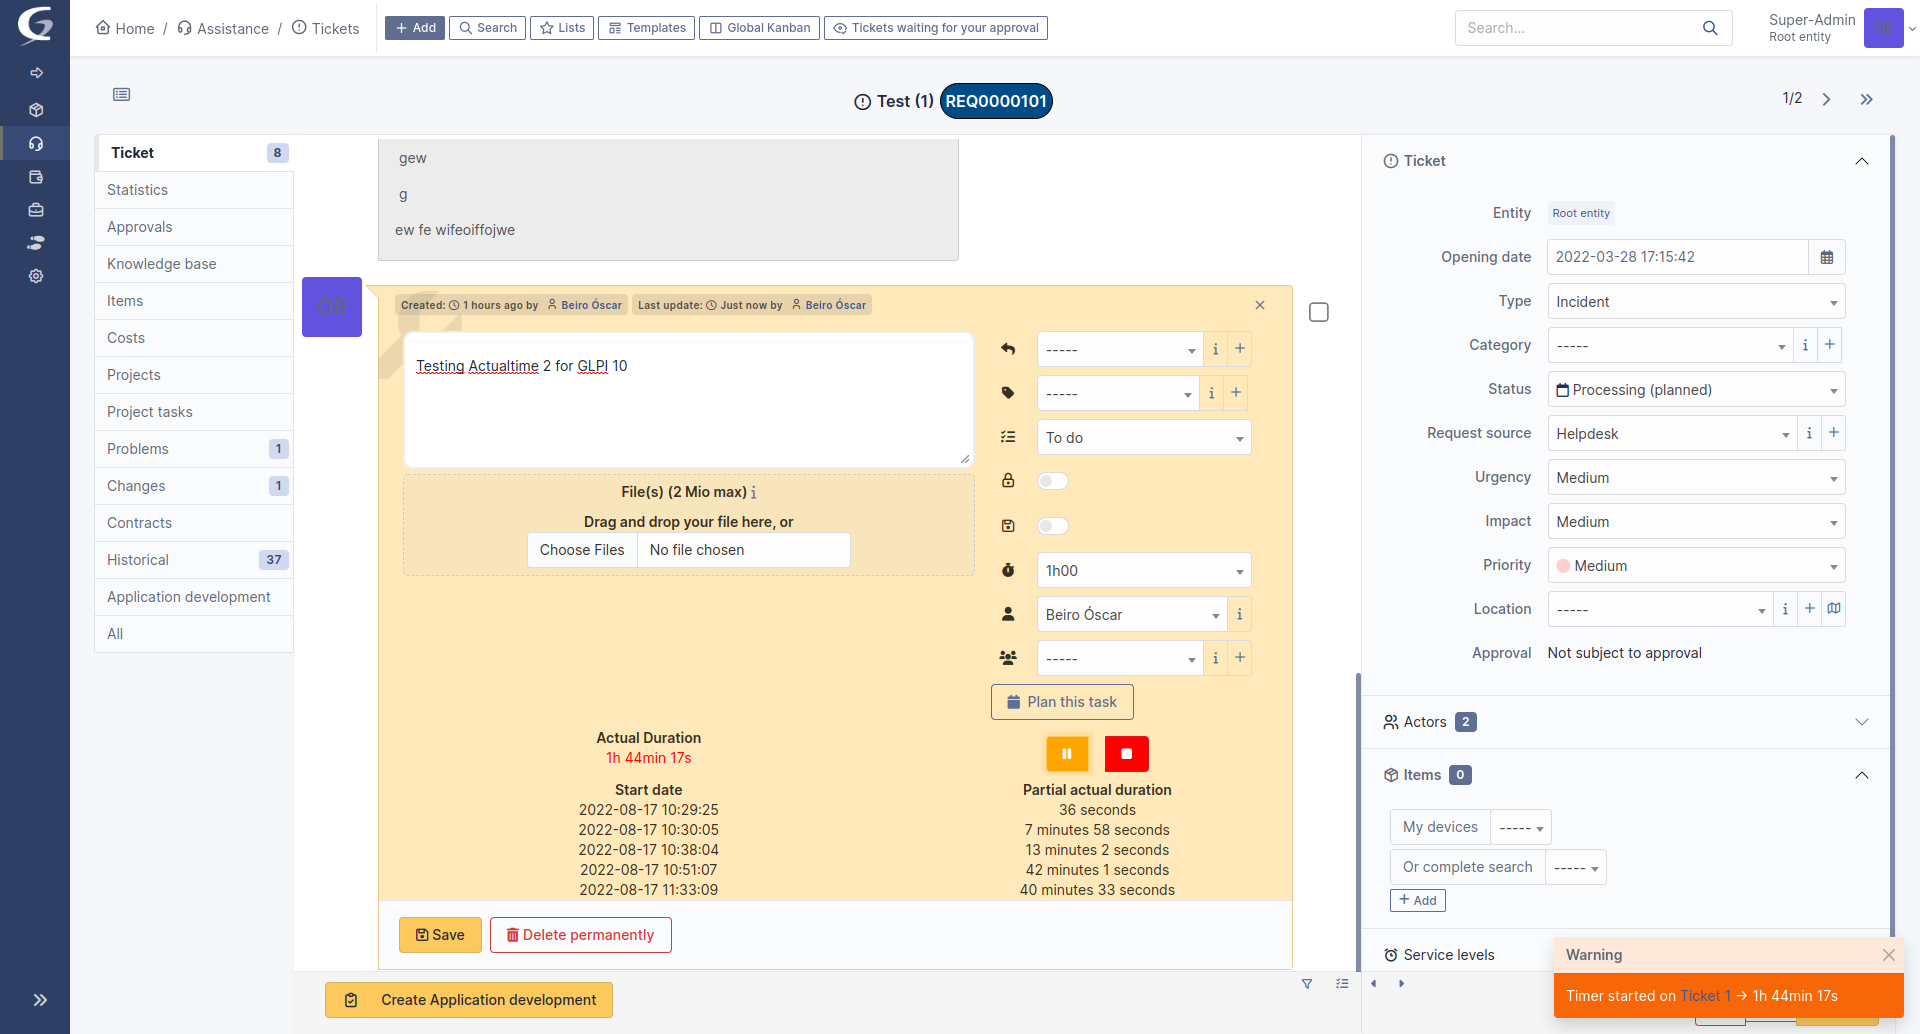 Home / Assistance / Tickets
Add
Search
Lists
Templates
Global Kanban
Tickets waiting for your approval
Search...
Super-Admin
Root entity
Test (1) REQ0000101
1/2
Ticket 8
Statistics
Approvals
Knowledge base
Items
Costs
Projects
Project tasks
Problems 1
Changes 1
Contracts
Historical 37
Application development
All
gew
g
ew fe wifeoiffojwe
ÓB
Created: 1 hours ago by Beiro Óscar
Last update: Just now by Beiro Óscar
Testing Actualtime 2 for GLPI 10
File(s) (2 Mio max) i
Drag and drop your file here, or
Choose Files No file chosen
----- i +
----- i +
To do
1h00
Beiro Óscar i
----- i +
Plan this task
Actual Duration
1h 44min 17s
Start date Partial actual duration
2022-08-17 10:29:25 36 seconds
2022-08-17 10:30:05 7 minutes 58 seconds
2022-08-17 10:38:04 13 minutes 2 seconds
2022-08-17 10:51:07 42 minutes 1 seconds
2022-08-17 11:33:09 40 minutes 33 seconds
Save
Delete permanently
Create Application development
Ticket
Entity Root entity
Opening date 2022-03-28 17:15:42
Type Incident
Category ----- i +
Status Processing (planned)
Request source Helpdesk i +
Urgency Medium
Impact Medium
Priority Medium
Location ----- i +
Approval Not subject to approval
Actors 2
Items 0
My devices -----
Or complete search -----
+ Add
Service levels
Warning
Timer started on Ticket 1 → 1h 44min 17s